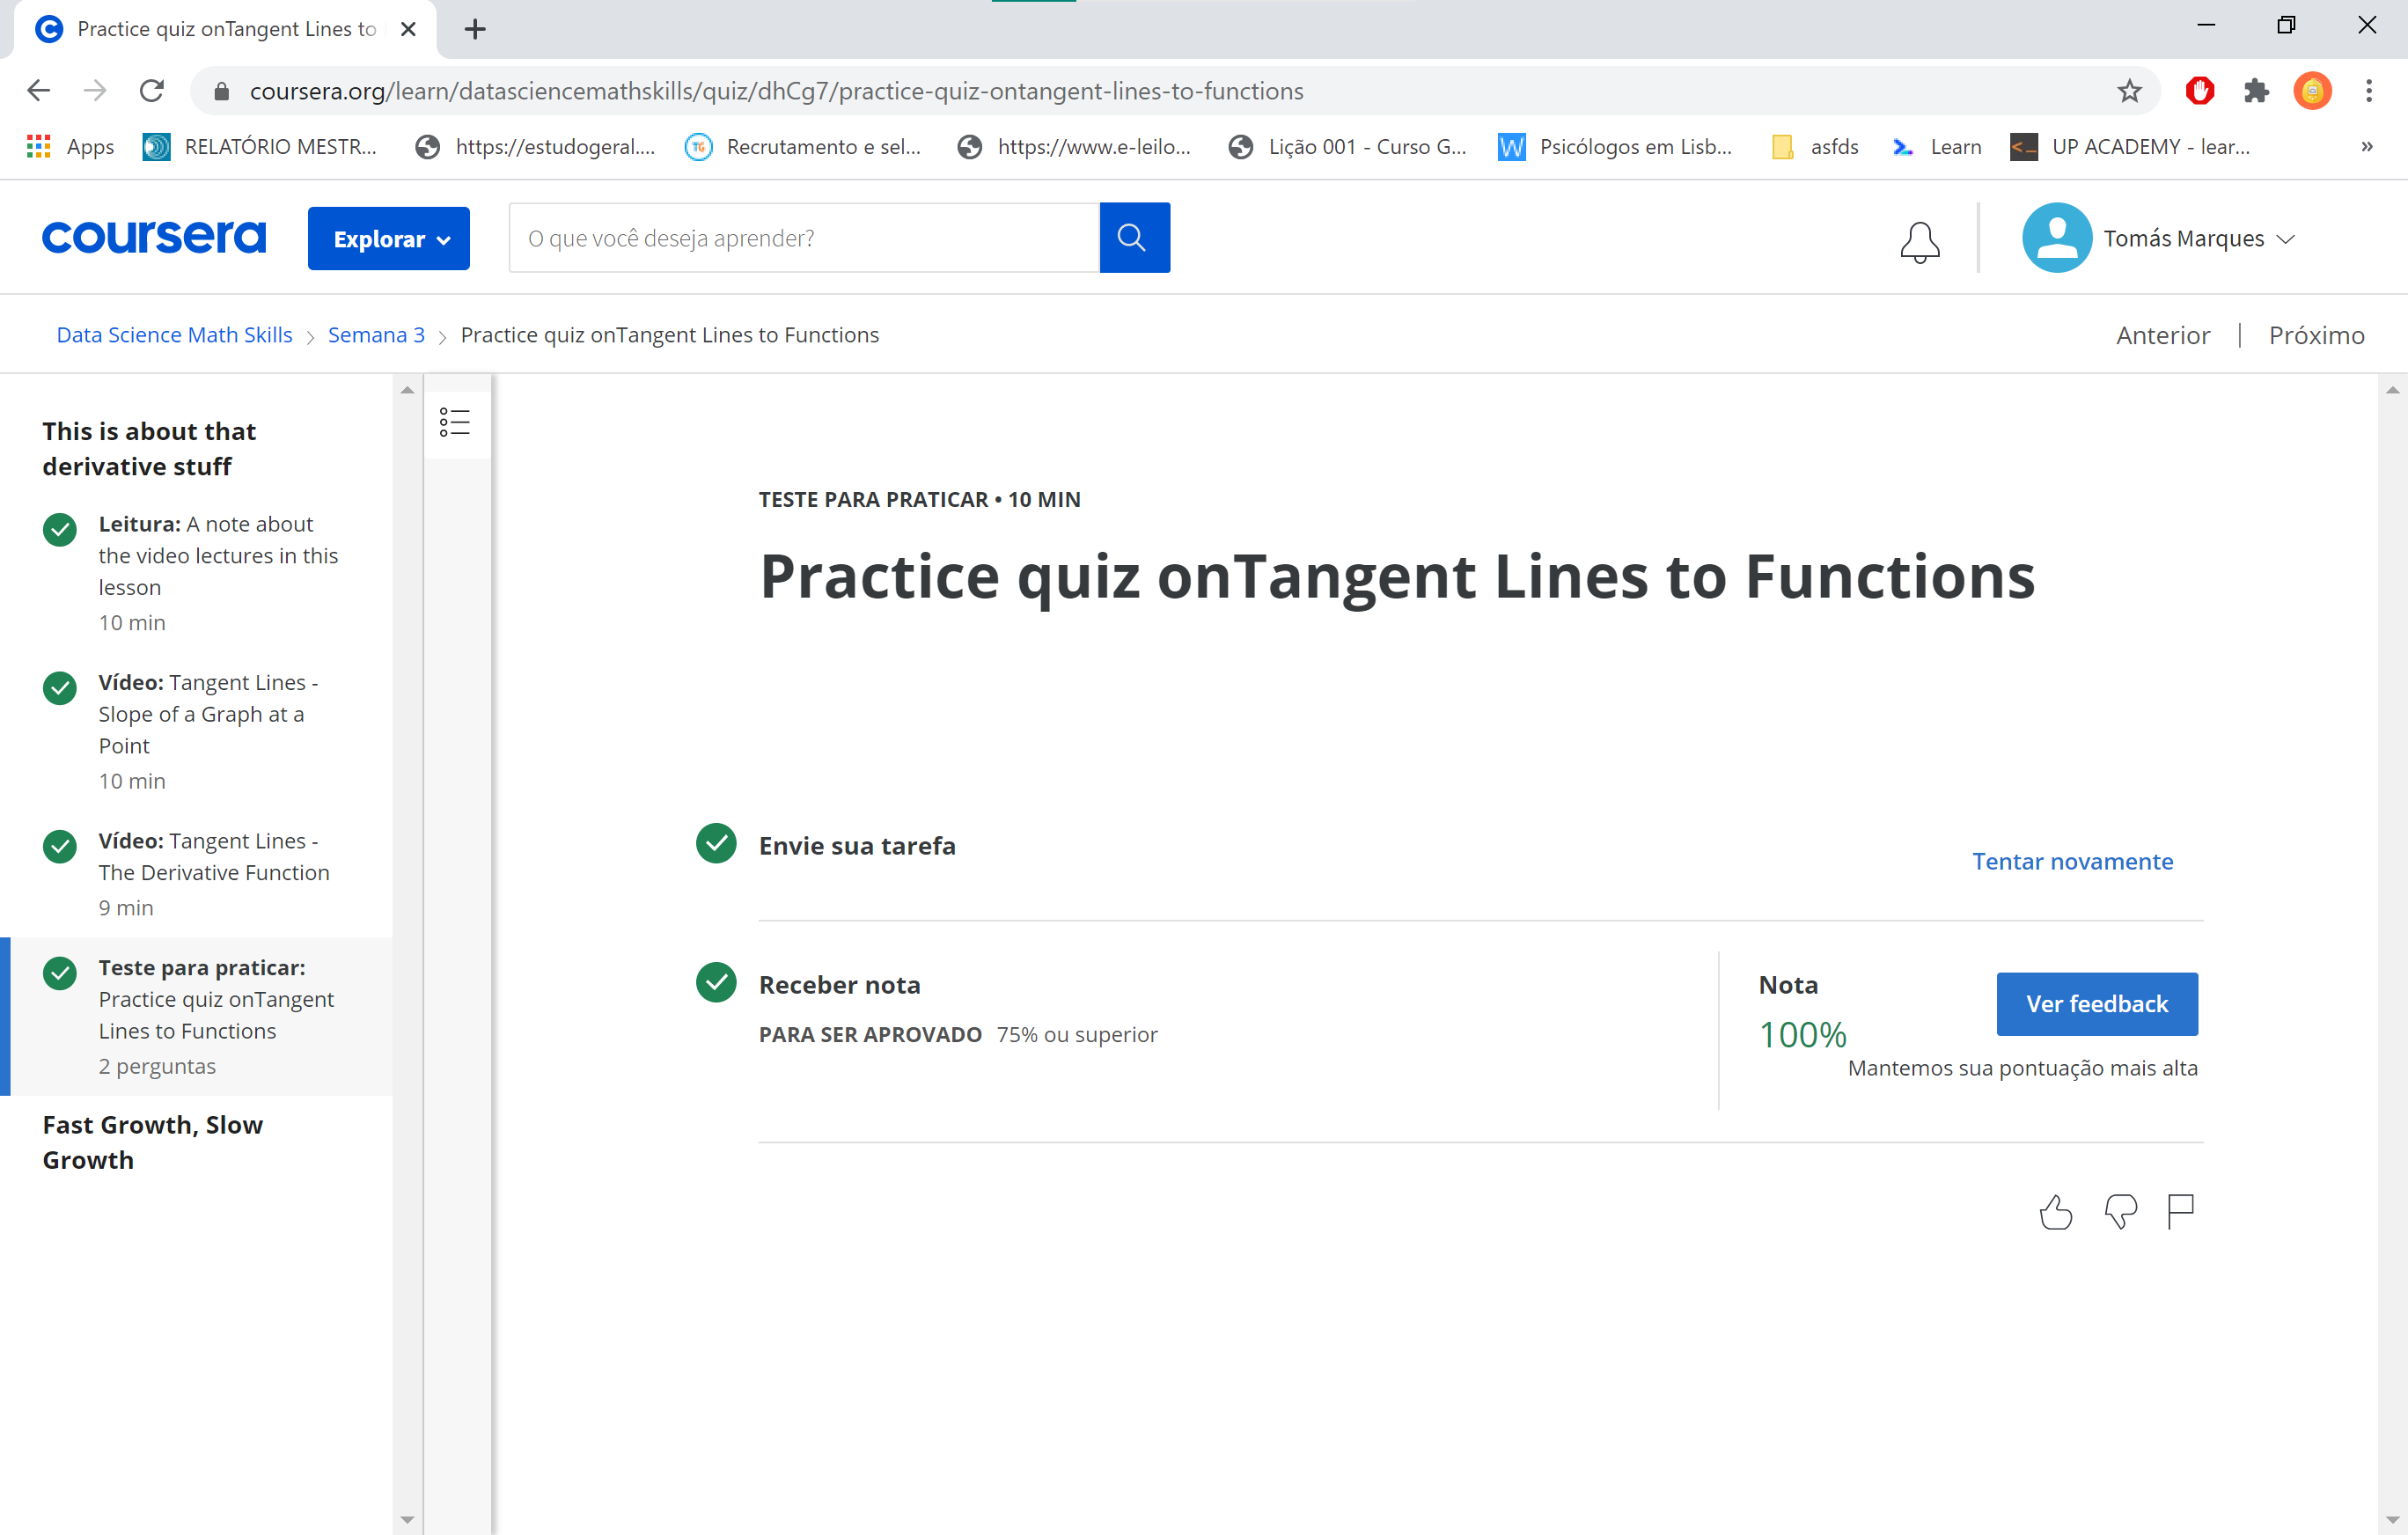 Practice quiz onTangent Lines to
coursera.org/learn/datasciencemathskills/quiz/dhCg7/practice-quiz-ontangent-lines-to-functions
Apps RELATÓRIO MESTR... https://estudogeral.... Recrutamento e sel... https://www.e-leilo... Lição 001 - Curso G... Psicólogos em Lisb... asfds Learn UP ACADEMY - lear... »
coursera Explorar O que você deseja aprender? Tomás Marques
Data Science Math Skills Semana 3 Practice quiz onTangent Lines to Functions Anterior | Próximo
This is about that
derivative stuff
Leitura: A note about
the video lectures in this
lesson
10 min
Vídeo: Tangent Lines -
Slope of a Graph at a
Point
10 min
Vídeo: Tangent Lines -
The Derivative Function
9 min
Teste para praticar:
Practice quiz onTangent
Lines to Functions
2 perguntas
Fast Growth, Slow
Growth
TESTE PARA PRATICAR • 10 MIN
Practice quiz onTangent Lines to Functions
Envie sua tarefa
Tentar novamente
Receber nota
PARA SER APROVADO 75% ou superior
Nota
100%
Ver feedback
Mantemos sua pontuação mais alta